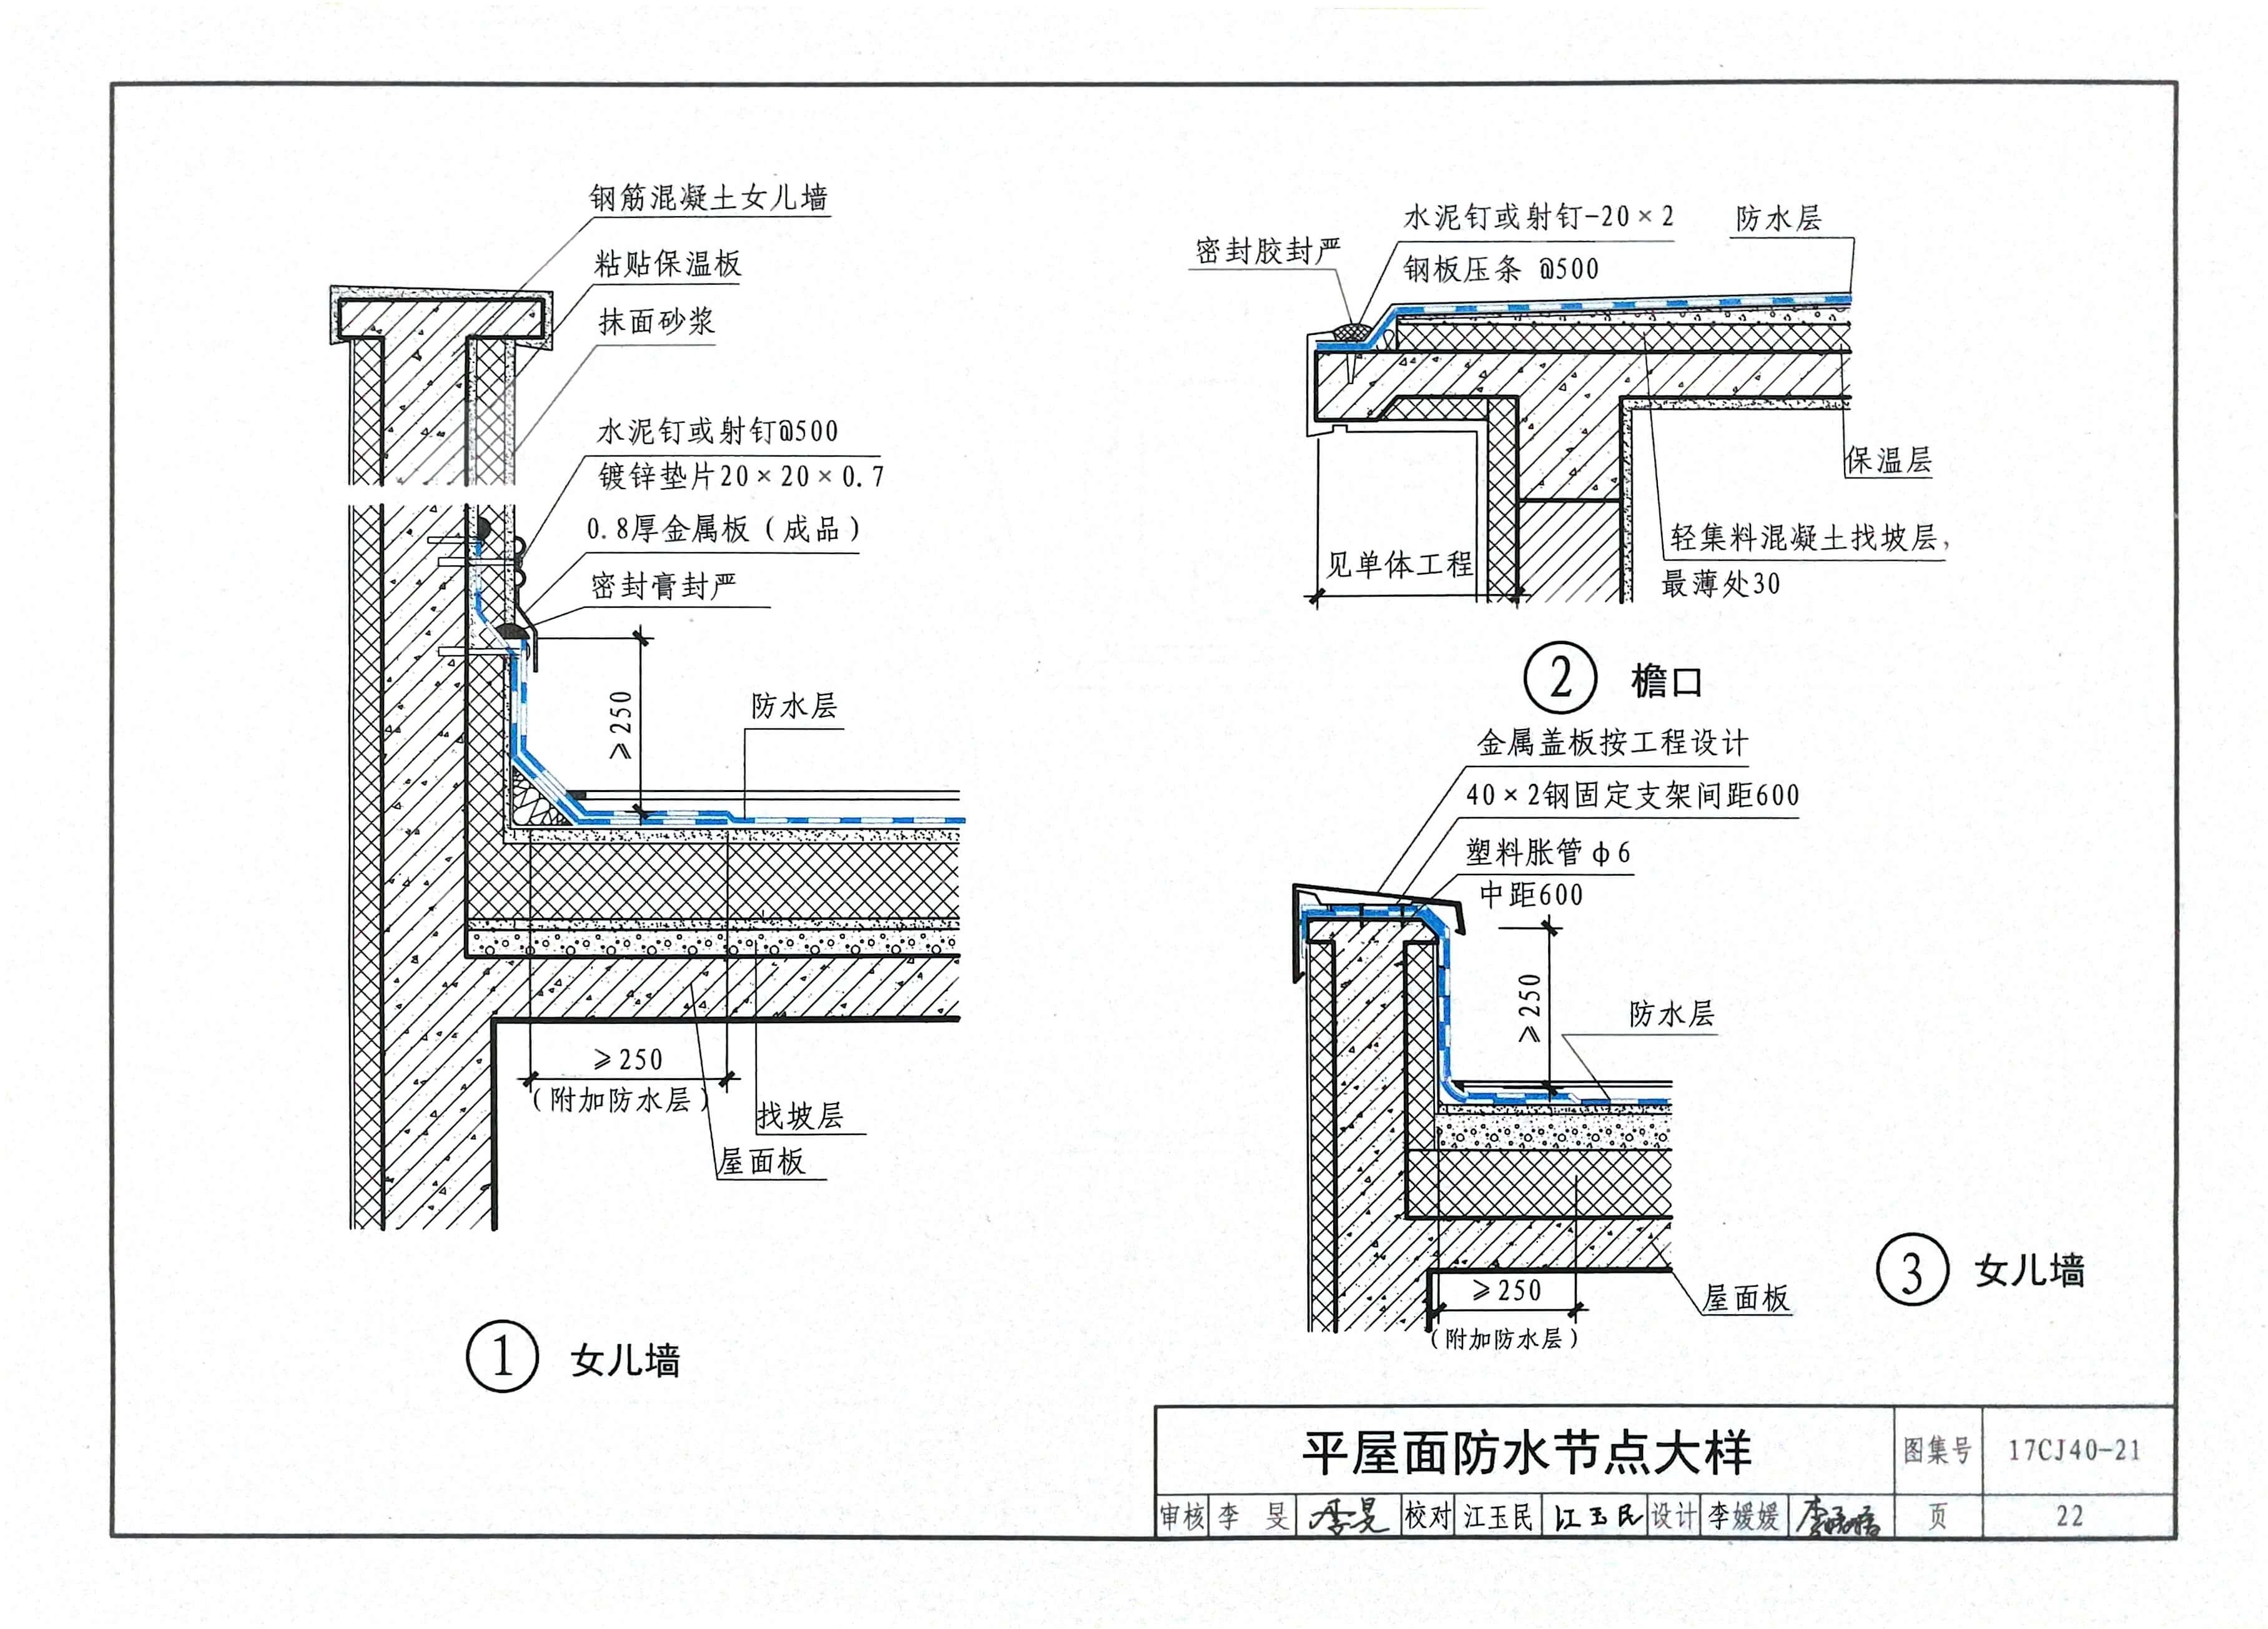 钢筋混凝土女儿墙
粘贴保温板
抹面砂浆
水泥钉或射钉@500
镀锌垫片20×20×0.7
0.8厚金属板（成品）
密封膏封严
≥250
防水层
≥250
（附加防水层）
找坡层
屋面板
① 女儿墙
密封胶封严
水泥钉或射钉-20×2
钢板压条 @500
防水层
保温层
轻集料混凝土找坡层，
最薄处30
见单体工程
② 檐口
金属盖板按工程设计
40×2钢固定支架间距600
塑料胀管φ6
中距600
≥250
防水层
≥250
（附加防水层）
屋面板
③ 女儿墙
平屋面防水节点大样
图集号 17CJ40-21
审核 李 旻 李旻 校对 江玉民 江玉民 设计 李媛媛 李媛媛 页 22